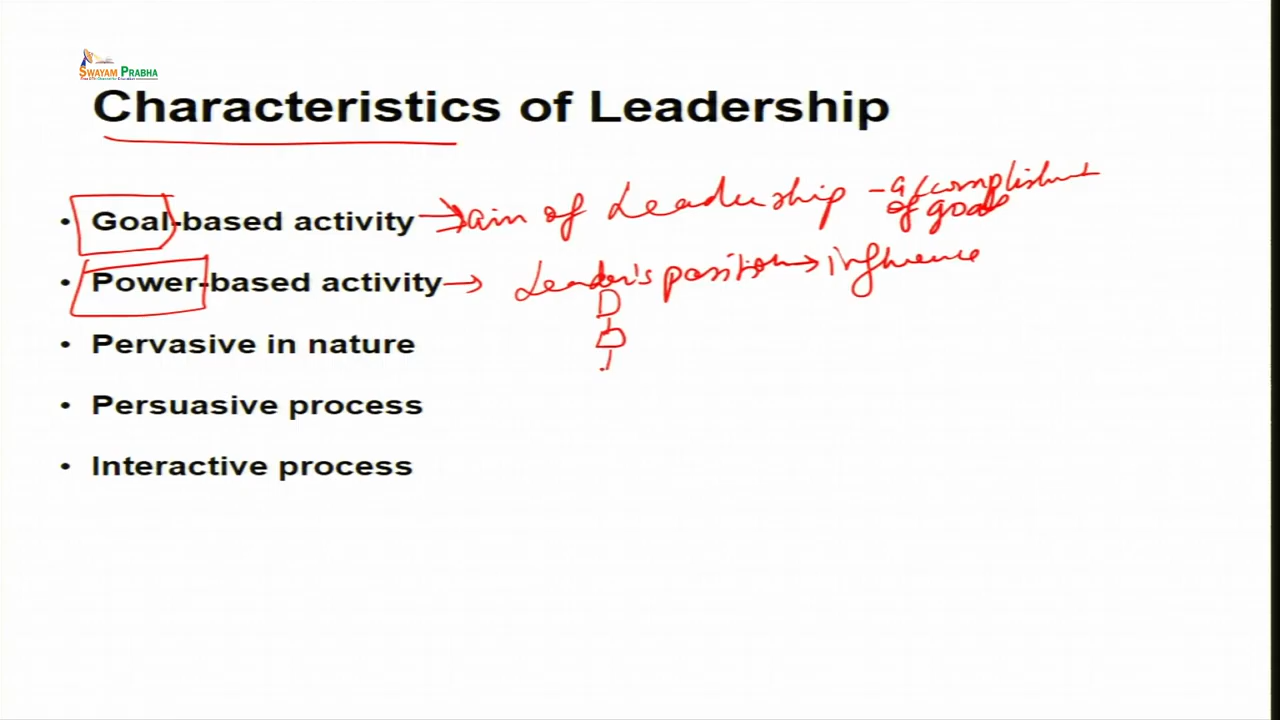 SWAYAM PRABHA
Characteristics of Leadership
• Goal-based activity → aim of Leadership - accomplishment of goals
• Power-based activity → Leader's position → influence
• Pervasive in nature
• Persuasive process
• Interactive process